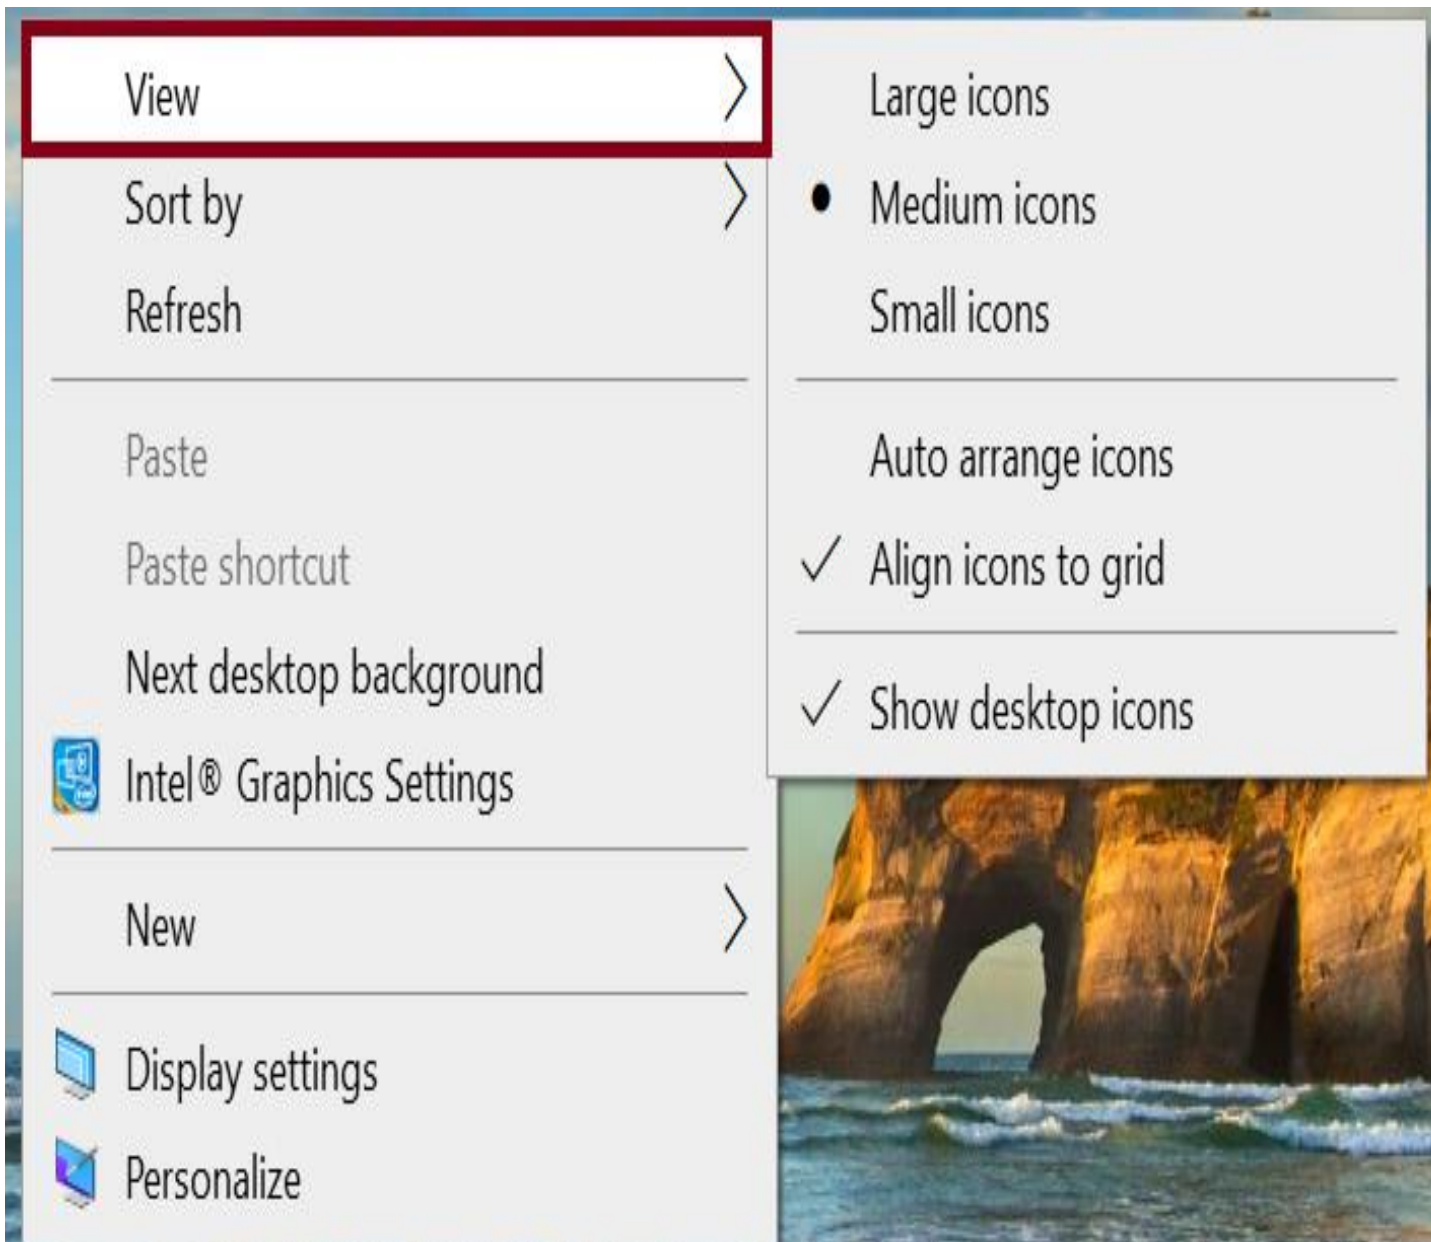 View
Sort by
Refresh
Paste
Paste shortcut
Next desktop background
Intel® Graphics Settings
New
Display settings
Personalize
Large icons
Medium icons
Small icons
Auto arrange icons
Align icons to grid
Show desktop icons